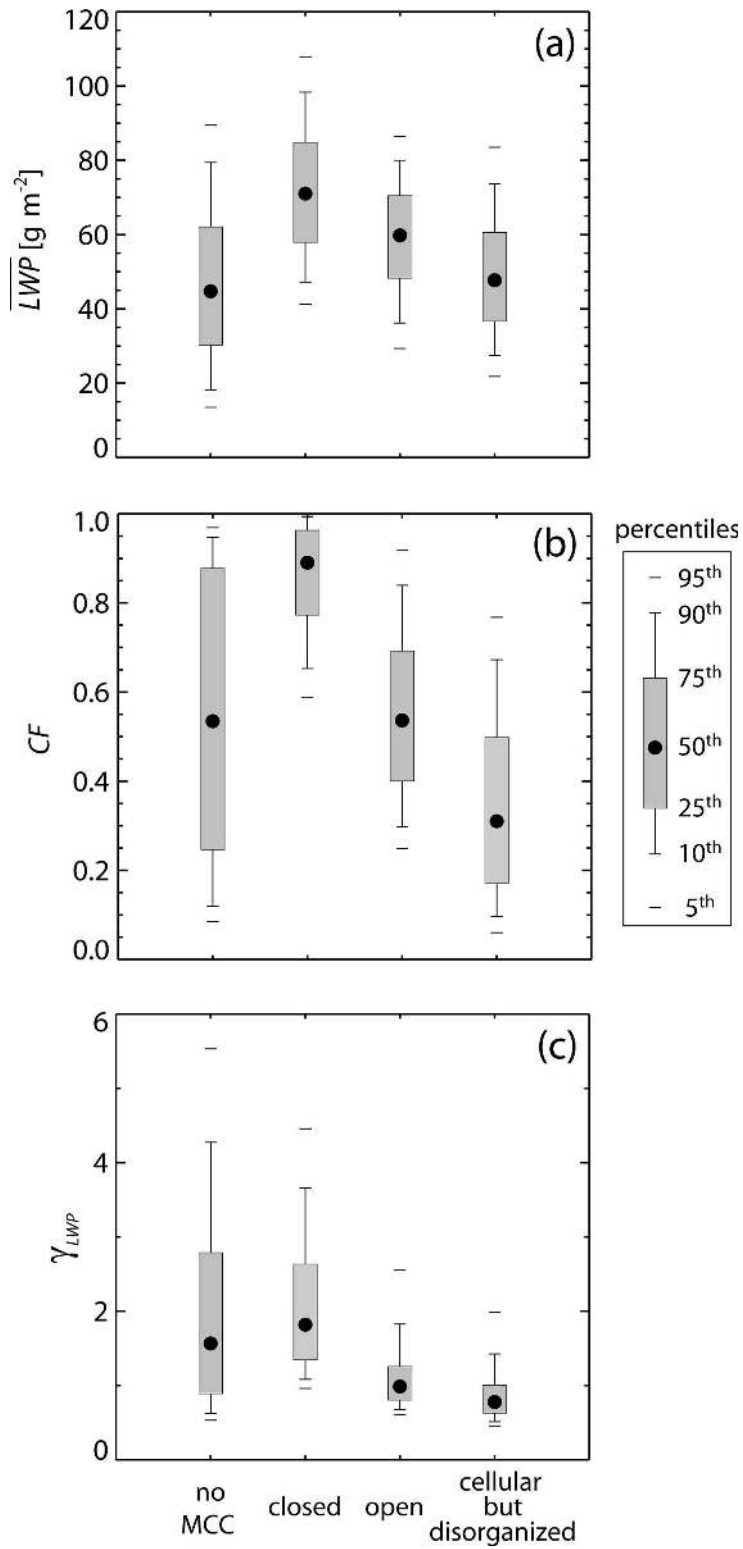 (a)
120
100
80
60
40
20
0
LWP [g m⁻²]
(b)
1.0
0.8
0.6
0.4
0.2
0.0
CF
percentiles
95th
90th
75th
50th
25th
10th
5th
(c)
6
4
2
0
γLWP
no
MCC
closed
open
cellular
but
disorganized